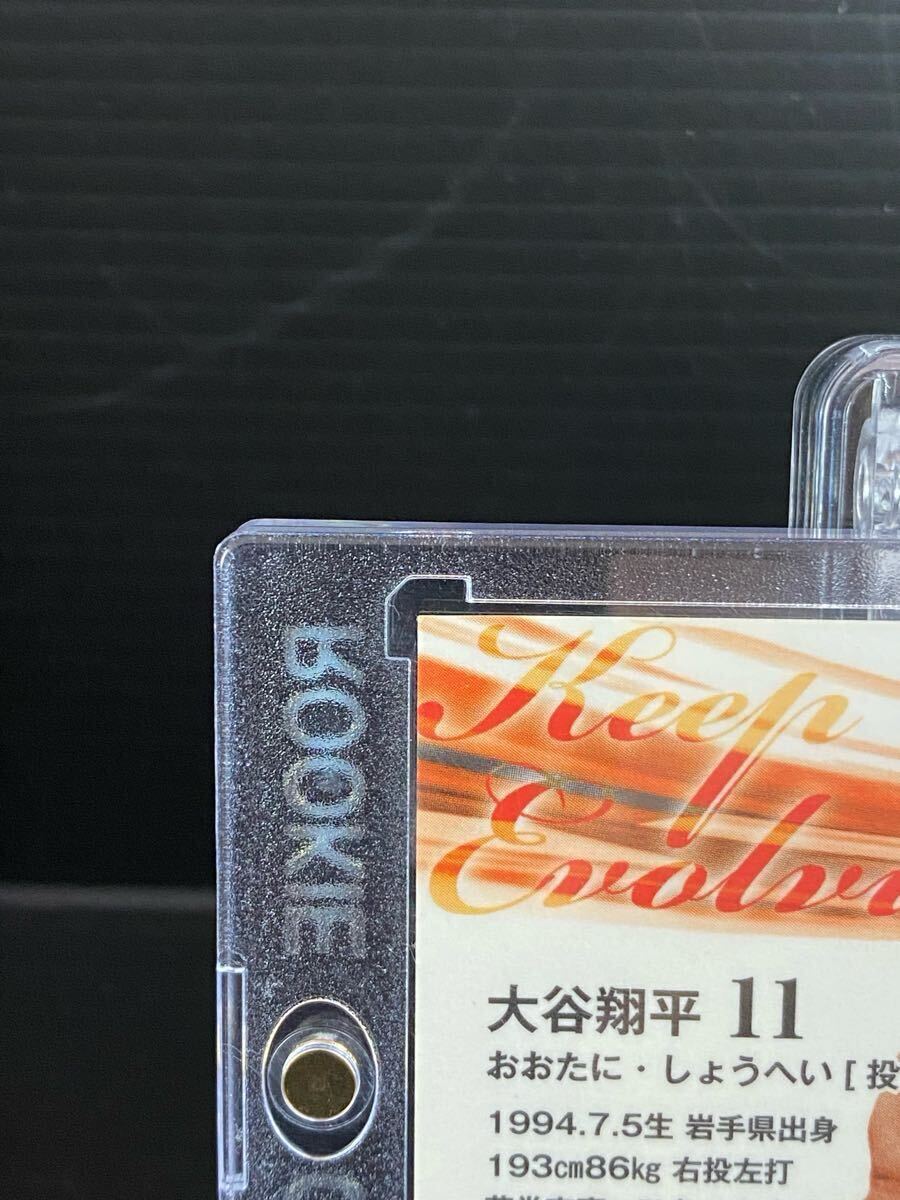 ROOKIE
Keep
大谷翔平 11
おおたに・しょうへい [投
1994.7.5生 岩手県出身
193cm86kg 右投左打